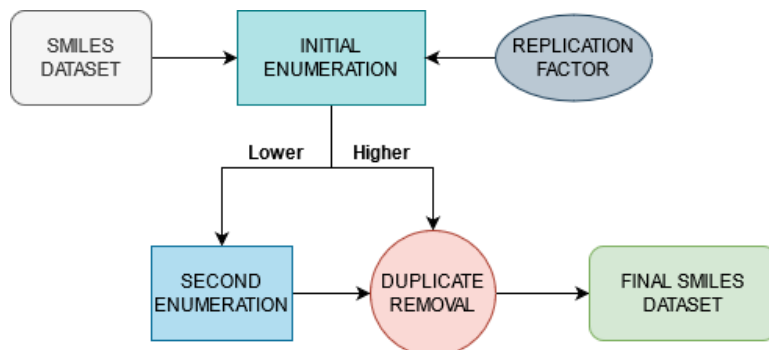 SMILES
DATASET
INITIAL
ENUMERATION
REPLICATION
FACTOR
Lower
Higher
SECOND
ENUMERATION
DUPLICATE
REMOVAL
FINAL SMILES
DATASET